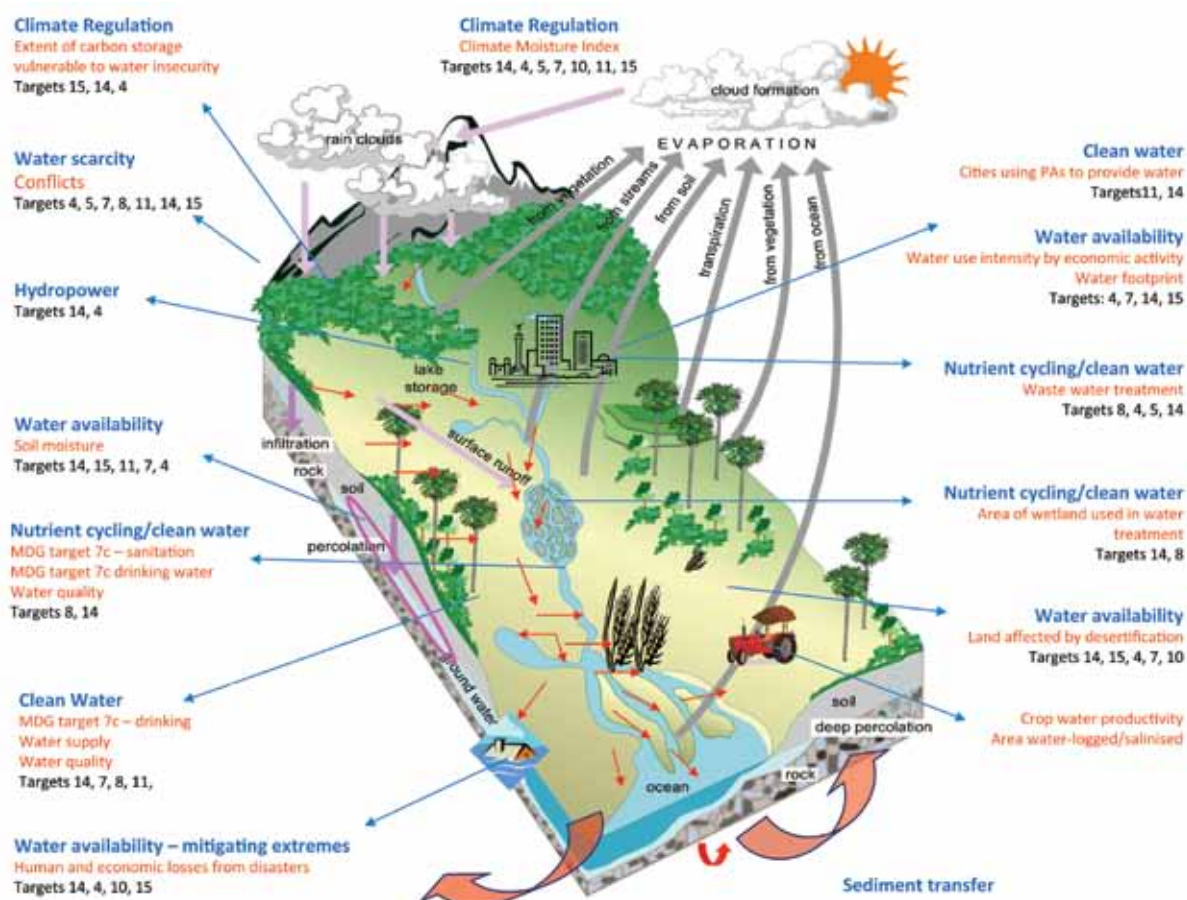 Climate Regulation
Extent of carbon storage
vulnerable to water insecurity
Targets 15, 14, 4
Climate Regulation
Climate Moisture Index
Targets 14, 4, 5, 7, 10, 11, 15
cloud formation
rain clouds
EVAPORATION
from vegetation
from streams
from soil
transpiration
from vegetation
from ocean
Water scarcity
Conflicts
Targets 4, 5, 7, 8, 11, 14, 15
Hydropower
Targets 14, 4
Water availability
Soil moisture
Targets 14, 15, 11, 7, 4
Nutrient cycling/clean water
MDG target 7c – sanitation
MDG target 7c drinking water
Water quality
Targets 8, 14
Clean Water
MDG target 7c – drinking
Water supply
Water quality
Targets 14, 7, 8, 11,
Water availability – mitigating extremes
Human and economic losses from disasters
Targets 14, 4, 10, 15
lake
storage
surface runoff
infiltration
rock
soil
percolation
ground water
ocean
soil
deep percolation
rock
Clean water
Cities using PAs to provide water
Targets11, 14
Water availability
Water use intensity by economic activity
Water footprint
Targets: 4, 7, 14, 15
Nutrient cycling/clean water
Waste water treatment
Targets 8, 4, 5, 14
Nutrient cycling/clean water
Area of wetland used in water
treatment
Targets 14, 8
Water availability
Land affected by desertification
Targets 14, 15, 4, 7, 10
Crop water productivity
Area water-logged/salinised
Sediment transfer